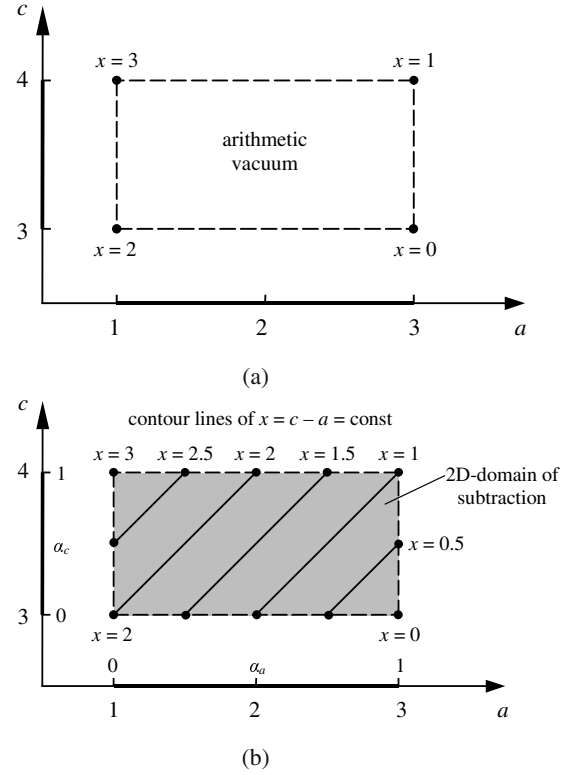 c
x = 3 x = 1
4
arithmetic
vacuum
3
x = 2 x = 0
1 2 3 a
(a)
c
contour lines of x = c – a = const
x = 3 x = 2.5 x = 2 x = 1.5 x = 1
4 1
2D-domain of
subtraction
α_c
x = 0.5
3 0
x = 2 x = 0
0 α_a 1
1 2 3 a
(b)